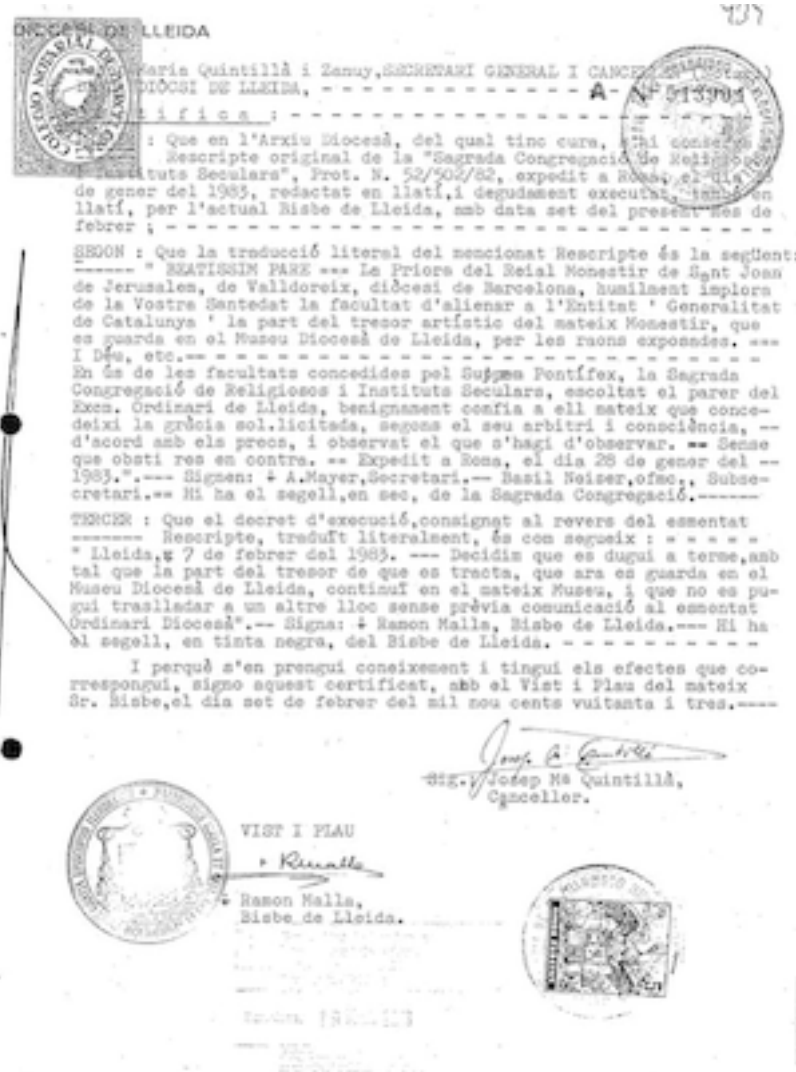 939
DIÒCESI DE LLEIDA
COLEGIO NOTARIAL DE
Maria Quintillà i Zanuy, SECRETARI GENERAL I CANCELLER
DIÒCESI DE LLEIDA, - - - - - - - - - - - - - - - A Nº 513901
t i f i c a : - - - - - - - - - - - - - - - -
: Que en l'Arxiu Diocesà, del qual tinc cura, hi
Rescripte original de la "Sagrada Congregació de
Instituts Seculars", Prot. N. 52/502/82, expedit a Roma, el dia
de gener del 1983, redactat en llatí,i degudament executat, també en
llatí, per l'actual Bisbe de Lleida, amb data set del present mes de
febrer ; - - - - - - - - - - - - - - - - - - - - - - - - - - - - - -
SEGON : Que la traducció literal del mencionat Rescripte és la següent:
------ " BEATISSIM PARE === La Priora del Reial Monestir de Sant Joan
de Jerusalem, de Valldoreix, diòcesi de Barcelona, humilment implora
de la Vostra Santedat la facultat d'alienar a l'Entitat ' Generalitat
de Catalunya ' la part del tresor artístic del mateix Monestir, que
es guarda en el Museu Diocesà de Lleida, per les raons exposades. ===
I Déu, etc.-- - - - - - - - - - - - - - - - - - - - - - - - - - -
En ús de les facultats concedides pel Suprem Pontífex, la Sagrada
Congregació de Religiosos i Instituts Seculars, escoltat el parer del
Excm. Ordinari de Lleida, benignament confia a ell mateix que conce-
deixi la gràcia sol.licitada, segons el seu arbitri i consciència, --
d'acord amb els precs, i observat el que s'hagi d'observar. == Sense
que obsti res en contra. == Expedit a Roma, el dia 28 de gener del --
1983.".--- Signen: + A.Mayer,Secretari.-- Basil Heiser,ofmc., Subse-
cretari.== Hi ha el segell,en sec, de la Sagrada Congregació.------
TERCER : Que el decret d'execució,consignat al revers del esmentat
------- Rescripte, traduït literalment, és com segueix : = = = = =
" Lleida, 7 de febrer del 1983. --- Decidim que es dugui a terme,amb
tal que la part del tresor de que es tracta, que ara es guarda en el
Museu Diocesà de Lleida, continuï en el mateix Museu, i que no es pu-
gui traslladar a un altre lloc sense prèvia comunicació al esmentat
Ordinari Diocesà".-- Signa: + Ramon Malla, Bisbe de Lleida.--- Hi ha
el segell, en tinta negra, del Bisbe de Lleida. - - - - - - - - - -
I perquè s'en prengui coneixement i tingui els efectes que co-
rrespongui, signo aquest certificat, amb el Vist i Plau del mateix
Sr. Bisbe,el dia set de febrer del mil nou cents vuitanta i tres.----
Sig.: Josep Mª Quintillà,
Canceller.
VIST I PLAU
+ Ramon Malla,
Bisbe de Lleida.